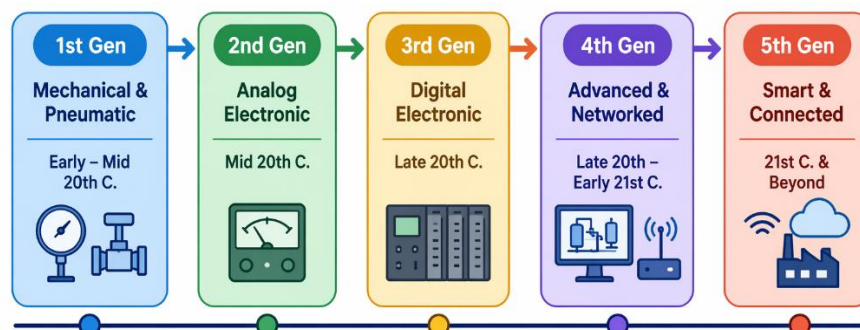 1st Gen
Mechanical &
Pneumatic
Early – Mid
20th C.
2nd Gen
Analog
Electronic
Mid 20th C.
3rd Gen
Digital
Electronic
Late 20th C.
4th Gen
Advanced &
Networked
Late 20th –
Early 21st C.
5th Gen
Smart &
Connected
21st C. &
Beyond